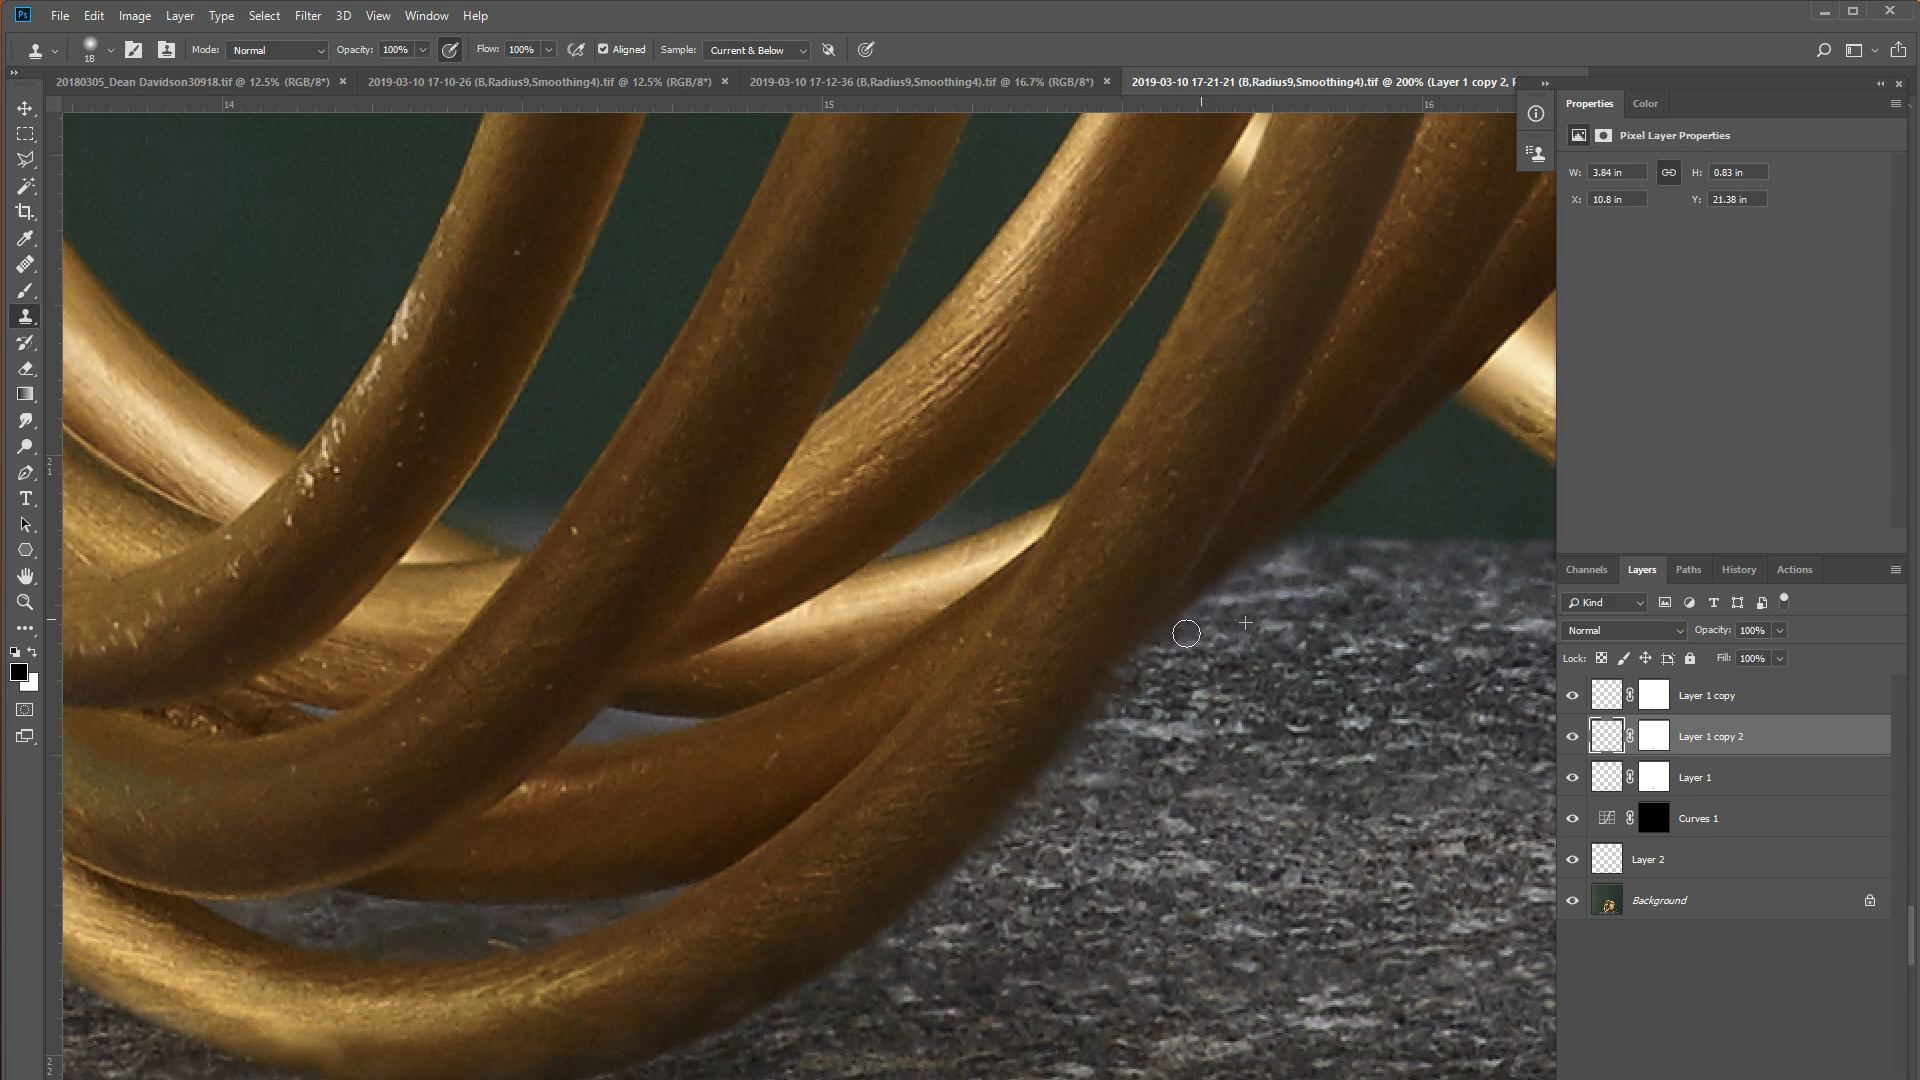 Ps File Edit Image Layer Type Select Filter 3D View Window Help
18 Mode: Normal Opacity: 100% Flow: 100% Aligned Sample: Current & Below
20180305_Dean Davidson30918.tif @ 12.5% (RGB/8*) 2019-03-10 17-10-26 (B,Radius9,Smoothing4).tif @ 12.5% (RGB/8*) 2019-03-10 17-12-36 (B,Radius9,Smoothing4).tif @ 16.7% (RGB/8*) 2019-03-10 17-21-21 (B,Radius9,Smoothing4).tif @ 200% (Layer 1 copy 2,
14 15 16
2
1
2
2
Properties Color
Pixel Layer Properties
W: 3.84 in H: 0.83 in
X: 10.8 in Y: 21.38 in
Channels Layers Paths History Actions
Kind
Normal Opacity: 100%
Lock: Fill: 100%
Layer 1 copy
Layer 1 copy 2
Layer 1
Curves 1
Layer 2
Background